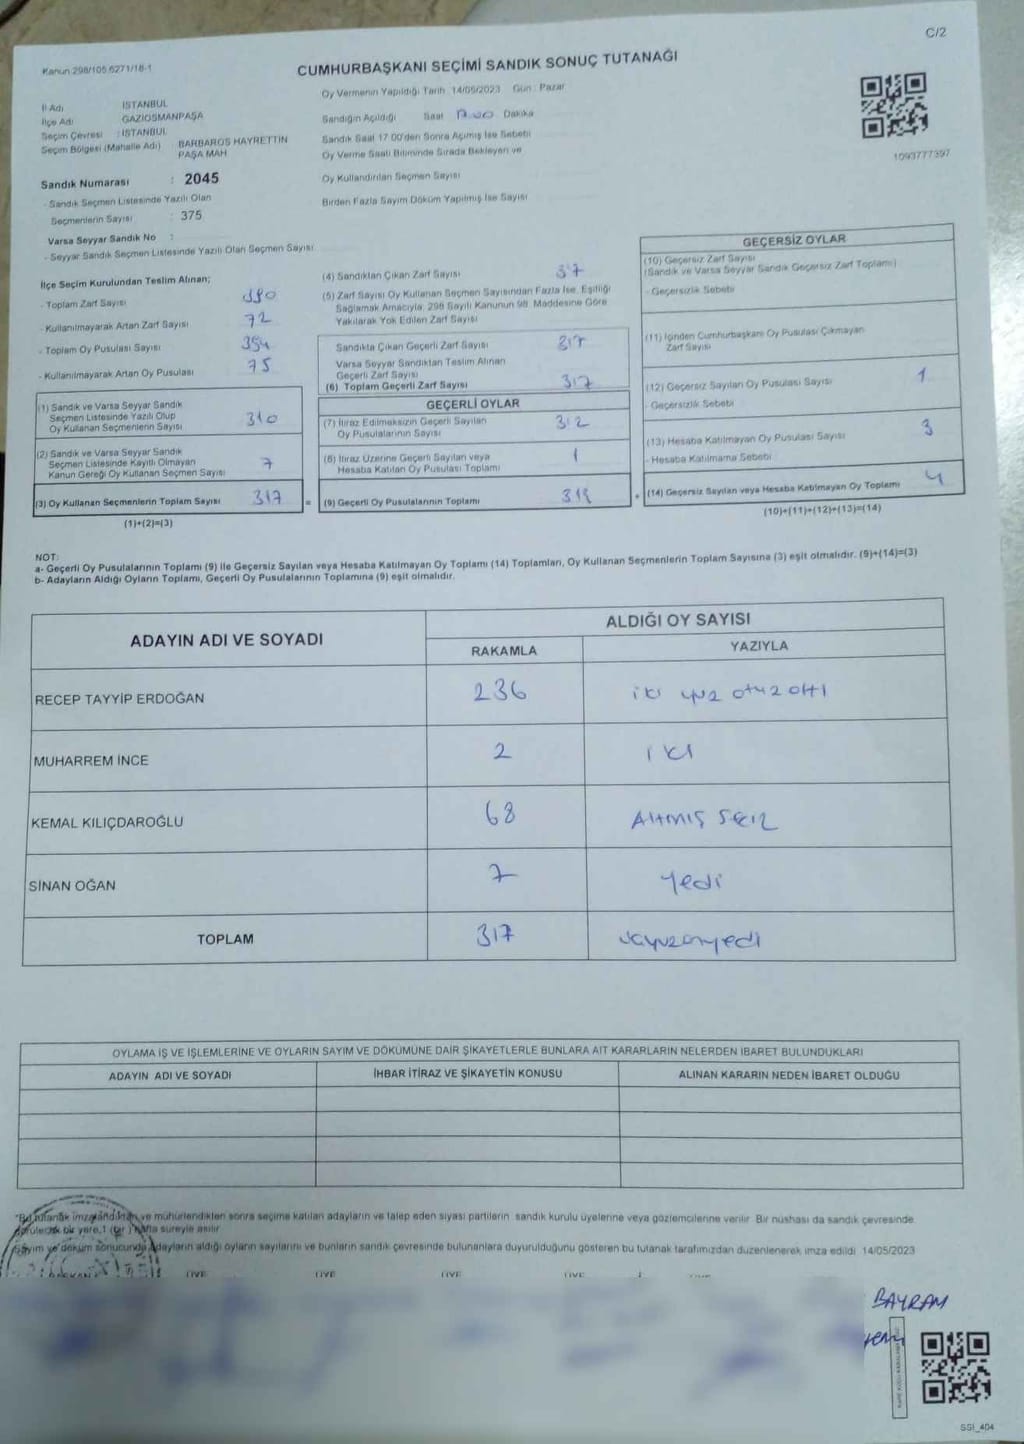 C/2
Kanun 298/105 6271/18-1
CUMHURBAŞKANI SEÇİMİ SANDIK SONUÇ TUTANAĞI
Oy Vermenin Yapıldığı Tarih 14/05/2023 Gün : Pazar
İl Adı İSTANBUL
İlçe Adı GAZİOSMANPAŞA
Seçim Çevresi : İSTANBUL
Seçim Bölgesi (Mahalle Adı) BARBAROS HAYRETTİN PAŞA MAH
Sandığın Açıldığı Saat 17.00 Dakika
Sandık Saat 17 00'den Sonra Açmış İse Sebebi
Oy Verme Saati Bitiminde Sırada Bekleyen ve
Oy Kullandırılan Seçmen Sayısı
Birden Fazla Sayım Döküm Yapılmış İse Sayısı
1093777397
Sandık Numarası : 2045
- Sandık Seçmen Listesinde Yazılı Olan
Seçmenlerin Sayısı : 375
Varsa Seyyar Sandık No :
- Seyyar Sandık Seçmen Listesinde Yazılı Olan Seçmen Sayısı
İlçe Seçim Kurulundan Teslim Alınan;
- Toplam Zarf Sayısı 390
- Kullanılmayarak Artan Zarf Sayısı 72
- Toplam Oy Pusulası Sayısı 394
- Kullanılmayarak Artan Oy Pusulası 75
(1) Sandık ve Varsa Seyyar Sandık
Seçmen Listesinde Yazılı Olup
Oy Kullanan Seçmenlerin Sayısı 310
(2) Sandık ve Varsa Seyyar Sandık
Seçmen Listesinde Kayıtlı Olmayan
Kanun Gereği Oy Kullanan Seçmen Sayısı 7
(3) Oy Kullanan Seçmenlerin Toplam Sayısı 317 =
(1)+(2)=(3)
(4) Sandıktan Çıkan Zarf Sayısı 317
(5) Zarf Sayısı Oy Kullanan Seçmen Sayısından Fazla İse, Eşitliği
Sağlamak Amacıyla, 298 Sayılı Kanunun 98. Maddesine Göre
Yakılarak Yok Edilen Zarf Sayısı
Sandıkta Çıkan Geçerli Zarf Sayısı 317
Varsa Seyyar Sandıktan Teslim Alınan
Geçerli Zarf Sayısı
(6) Toplam Geçerli Zarf Sayısı 317
GEÇERLİ OYLAR
(7) İtiraz Edilmeksizin Geçerli Sayılan
Oy Pusulalarının Sayısı 312
(8) İtiraz Üzerine Geçerli Sayılan veya
Hesaba Katılan Oy Pusulası Toplamı 1
(9) Geçerli Oy Pusulalarının Toplamı +
GEÇERSİZ OYLAR
(10) Geçersiz Zarf Sayısı
(Sandık ve Varsa Seyyar Sandık Geçersiz Zarf Toplamı)
- Geçersizlik Sebebi
(11) İçinden Cumhurbaşkanı Oy Pusulası Çıkmayan
Zarf Sayısı
(12) Geçersiz Sayılan Oy Pusulası Sayısı 1
- Geçersizlik Sebebi
(13) Hesaba Katılmayan Oy Pusulası Sayısı 3
- Hesaba Katılmama Sebebi
(14) Geçersiz Sayılan veya Hesaba Katılmayan Oy Toplamı 4
(10)+(11)+(12)+(13)=(14)
NOT:
a- Geçerli Oy Pusulalarının Toplamı (9) ile Geçersiz Sayılan veya Hesaba Katılmayan Oy Toplamı (14) Toplamları, Oy Kullanan Seçmenlerin Toplam Sayısına (3) eşit olmalıdır. (9)+(14)=(3)
b- Adayların Aldığı Oyların Toplamı, Geçerli Oy Pusulalarının Toplamına (9) eşit olmalıdır.
ADAYIN ADI VE SOYADI ALDIĞI OY SAYISI
RAKAMLA YAZIYLA
RECEP TAYYİP ERDOĞAN 236 iki yüz otuz altı
MUHARREM İNCE 2 iki
KEMAL KILIÇDAROĞLU 68 Altmış Sekiz
SİNAN OĞAN 7 Yedi
TOPLAM 317 üçyüzonyedi
OYLAMA İŞ VE İŞLEMLERİNE VE OYLARIN SAYIM VE DÖKÜMÜNE DAİR ŞİKAYETLERLE BUNLARA AİT KARARLARIN NELERDEN İBARET BULUNDUKLARI
ADAYIN ADI VE SOYADI İHBAR İTİRAZ VE ŞİKAYETİN KONUSU ALINAN KARARIN NEDEN İBARET OLDUĞU
"Bu tutanak imzalandıktan ve mühürlendikten sonra seçime katılan adayların ve talep eden siyasi partilerin sandık kurulu üyelerine veya gözlemcilerine verilir. Bir nüshası da sandık çevresinde
görülecek bir yere,1 (bir ) hafta süreyle asılır.
Sayım ve döküm sonucunda adayların aldığı oyların sayılarını ve bunların sandık çevresinde bulunanlara duyurulduğunu gösteren bu tutanak tarafımızdan düzenlenerek imza edildi 14/05/2023
ÜYE ÜYE ÜYE ÜYE
BAYRAM
SSI_404